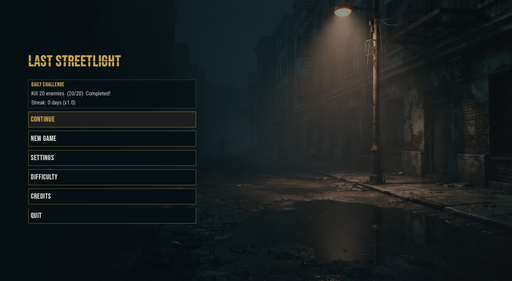 LAST STREETLIGHT
DAILY CHALLENGE
Kill 20 enemies (20/20) Completed!
Streak: 0 days (x1.0)
CONTINUE
NEW GAME
SETTINGS
DIFFICULTY
CREDITS
QUIT